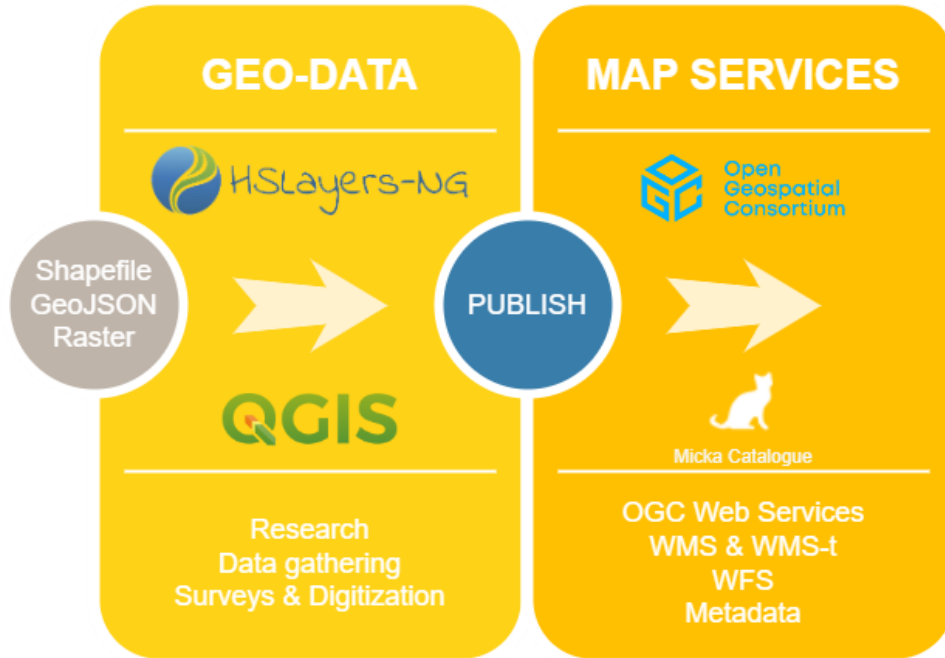 GEO-DATA
HSLayers-NG
Shapefile
GeoJSON
Raster
QGIS
Research
Data gathering
Surveys & Digitization
PUBLISH
MAP SERVICES
OGC
Open
Geospatial
Consortium
Micka Catalogue
OGC Web Services
WMS & WMS-t
WFS
Metadata